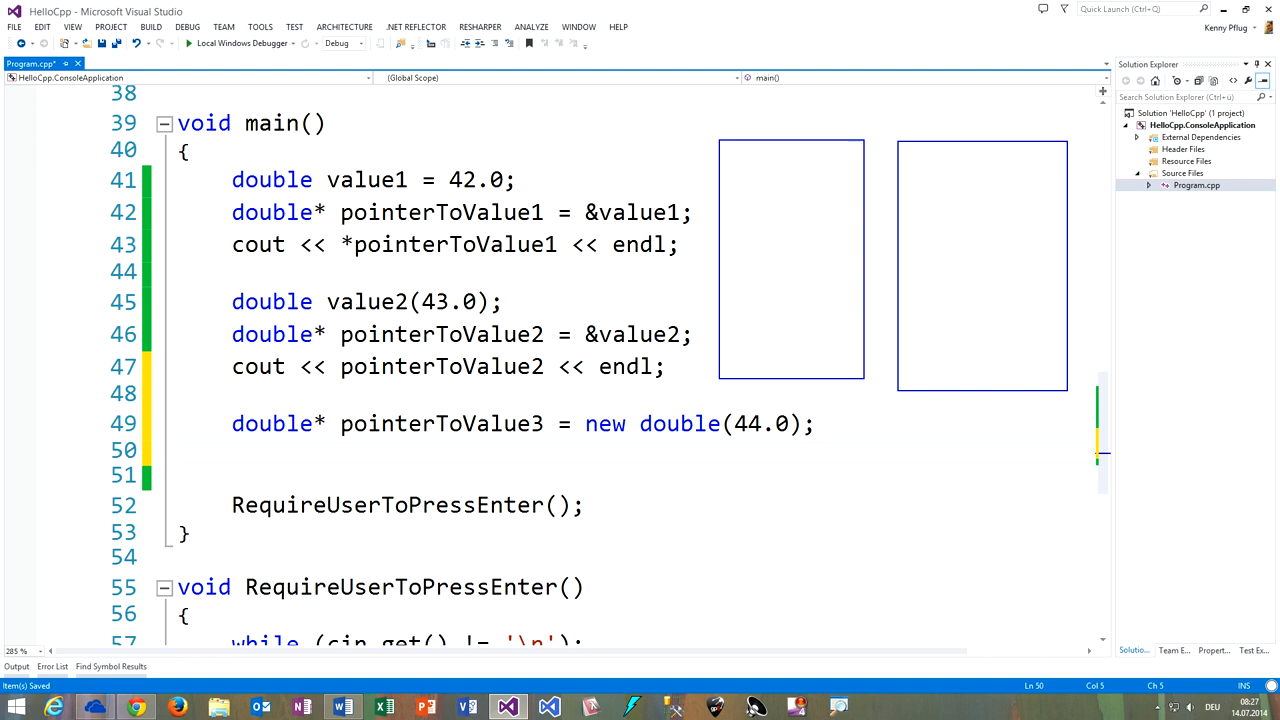 HelloCpp - Microsoft Visual Studio
Quick Launch (Ctrl+Q)
FILE EDIT VIEW PROJECT BUILD DEBUG TEAM TOOLS TEST ARCHITECTURE .NET REFLECTOR RESHARPER ANALYZE WINDOW HELP
Kenny Pflug
Local Windows Debugger Debug
Program.cpp*
Solution Explorer
HelloCpp.ConsoleApplication (Global Scope) main()
Search Solution Explorer (Ctrl+ü)
Solution 'HelloCpp' (1 project)
HelloCpp.ConsoleApplication
External Dependencies
Header Files
Resource Files
Source Files
Program.cpp
38
39 void main()
40 {
41 double value1 = 42.0;
42 double* pointerToValue1 = &value1;
43 cout << *pointerToValue1 << endl;
44
45 double value2(43.0);
46 double* pointerToValue2 = &value2;
47 cout << pointerToValue2 << endl;
48
49 double* pointerToValue3 = new double(44.0);
50
51
52 RequireUserToPressEnter();
53 }
54
55 void RequireUserToPressEnter()
56 {
57 while (cin.get() != '\n');
285 %
Solutio... Team E... Propert... Test Ex...
Output Error List Find Symbol Results
Item(s) Saved Ln 50 Col 5 Ch 5 INS
DEU
08:27
14.07.2014